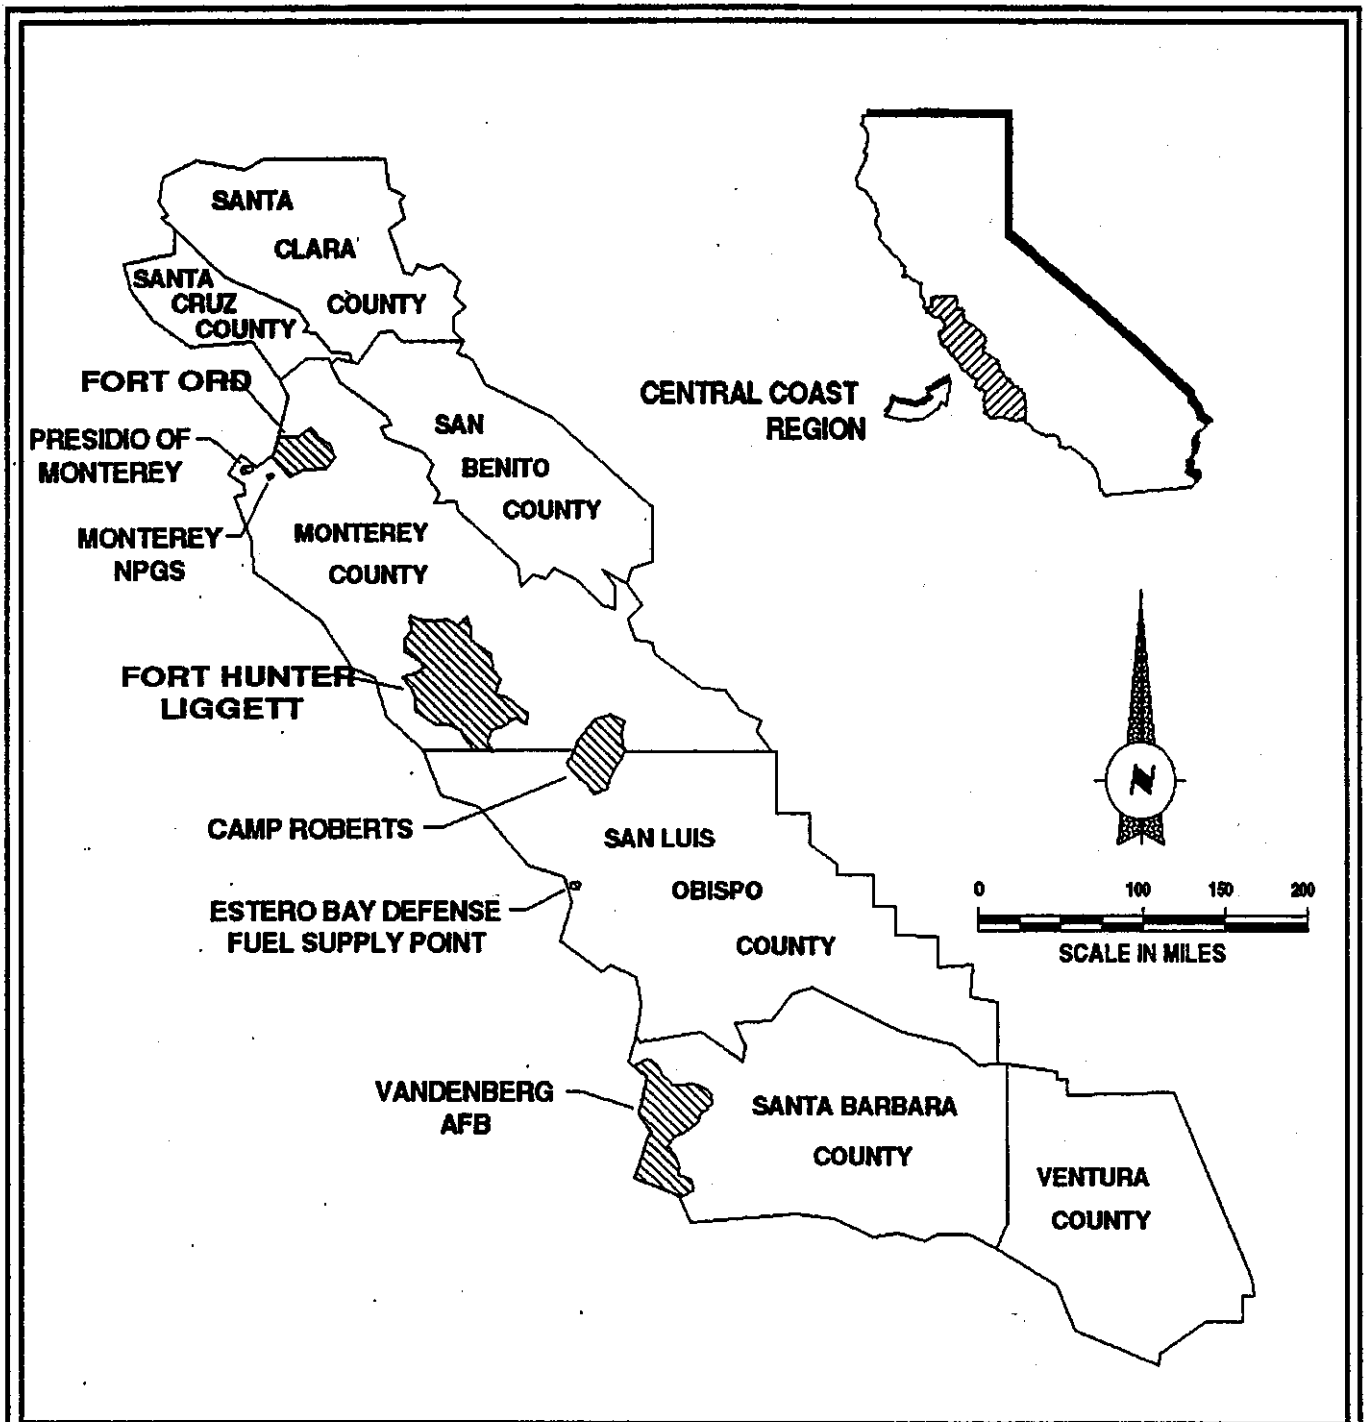 SANTA
CLARA
COUNTY
SANTA
CRUZ
COUNTY
FORT ORD
PRESIDIO OF
MONTEREY
MONTEREY
NPGS
SAN
BENITO
COUNTY
MONTEREY
COUNTY
CENTRAL COAST
REGION
FORT HUNTER
LIGGETT
CAMP ROBERTS
SAN LUIS
OBISPO
COUNTY
ESTERO BAY DEFENSE
FUEL SUPPLY POINT
N
0 100 150 200
SCALE IN MILES
VANDENBERG
AFB
SANTA BARBARA
COUNTY
VENTURA
COUNTY